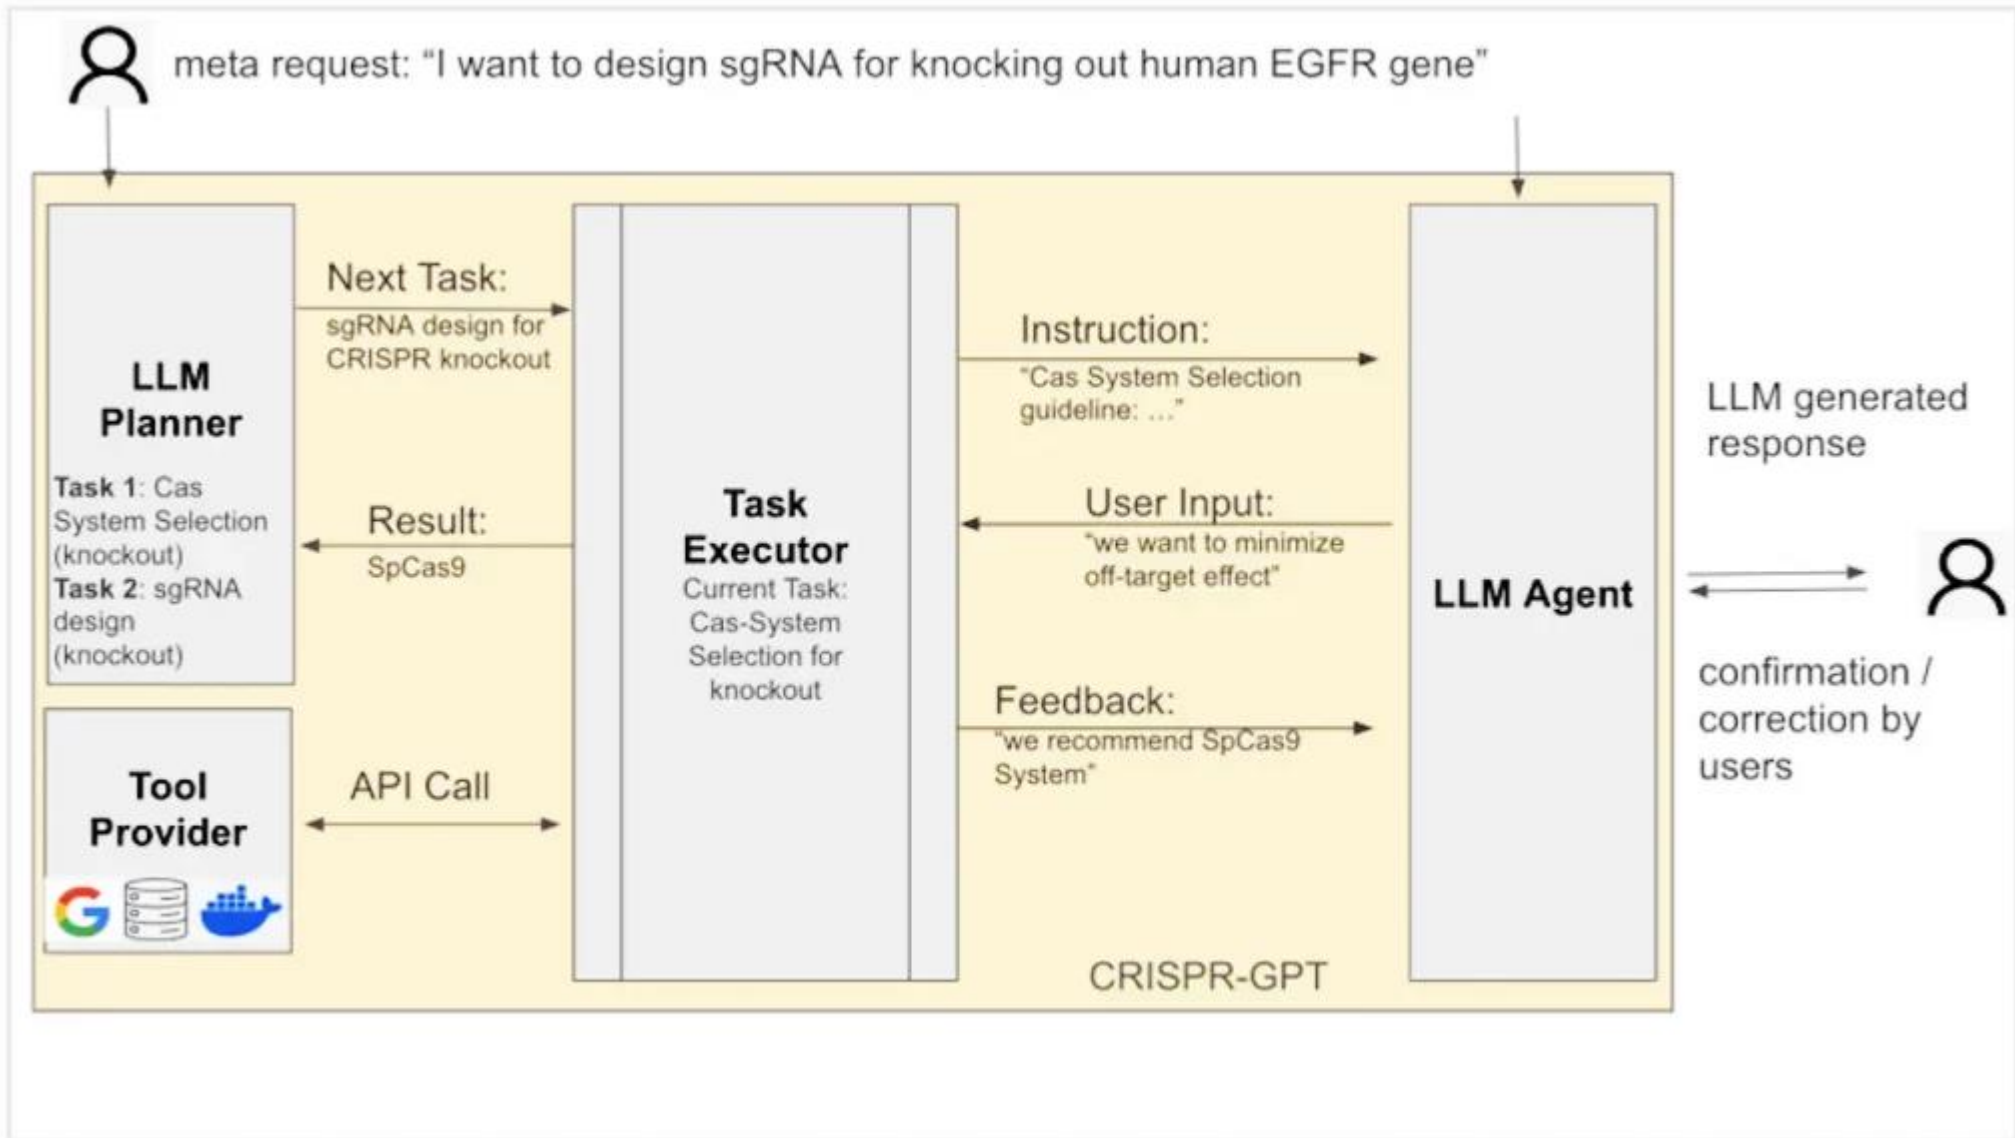 meta request: “I want to design sgRNA for knocking out human EGFR gene”
LLM
Planner
Task 1: Cas
System Selection
(knockout)
Task 2: sgRNA
design
(knockout)
Tool
Provider
Next Task:
sgRNA design for
CRISPR knockout
Result:
SpCas9
API Call
Task
Executor
Current Task:
Cas-System
Selection for
knockout
Instruction:
“Cas System Selection
guideline: ...”
User Input:
“we want to minimize
off-target effect”
Feedback:
“we recommend SpCas9
System”
CRISPR-GPT
LLM Agent
LLM generated
response
confirmation /
correction by
users